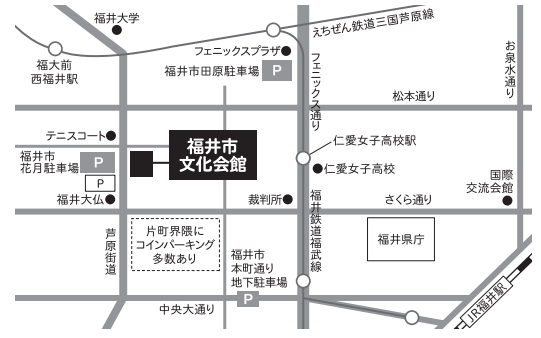 福井大学
えちぜん鉄道三国芦原線
福大前
西福井駅
フェニックスプラザ
福井市田原駐車場
P
フェニックス通り
お泉水通り
松本通り
テニスコート
福井市
花月駐車場
P
P
福井市
文化会館
仁愛女子高校駅
仁愛女子高校
国際
交流会館
福井大仏
裁判所
さくら通り
芦原街道
片町界隈に
コインパーキング
多数あり
福井市
本町通り
地下駐車場
P
福井鉄道福武線
福井県庁
中央大通り
JR福井駅